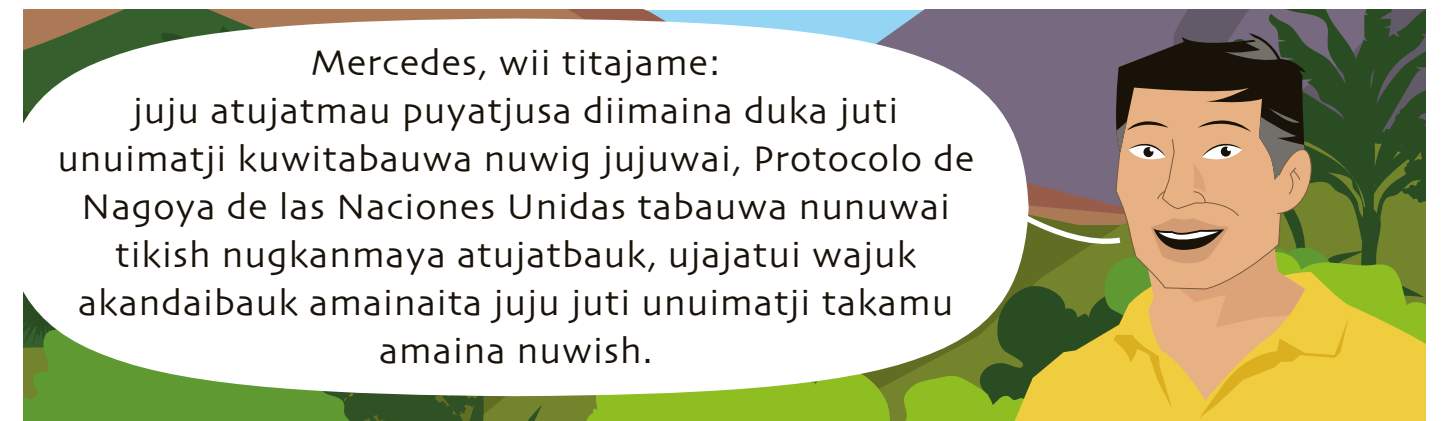 Mercedes, wii titajame:
juju atujatmau puyatjusa diimaina duka juti
unuimatji kuwitabauwa nuwig jujuwai, Protocolo de
Nagoya de las Naciones Unidas tabauwa nunuwai
tikish nugkanmaya atujatbauk, ujajatui wajuk
akandaibauk amainaita juju juti unuimatji takamu
amaina nuwish.